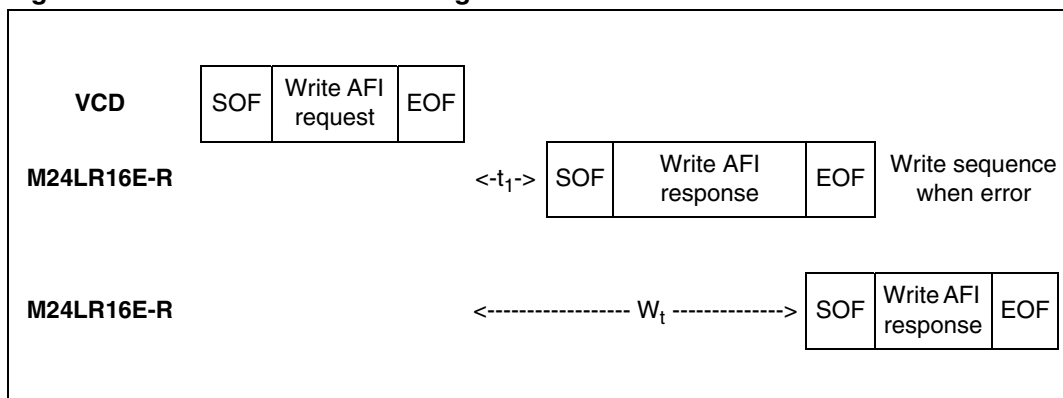 VCD SOF Write AFI request EOF
M24LR16E-R <-t1-> SOF Write AFI response EOF Write sequence when error
M24LR16E-R <------------------ Wt --------------> SOF Write AFI response EOF